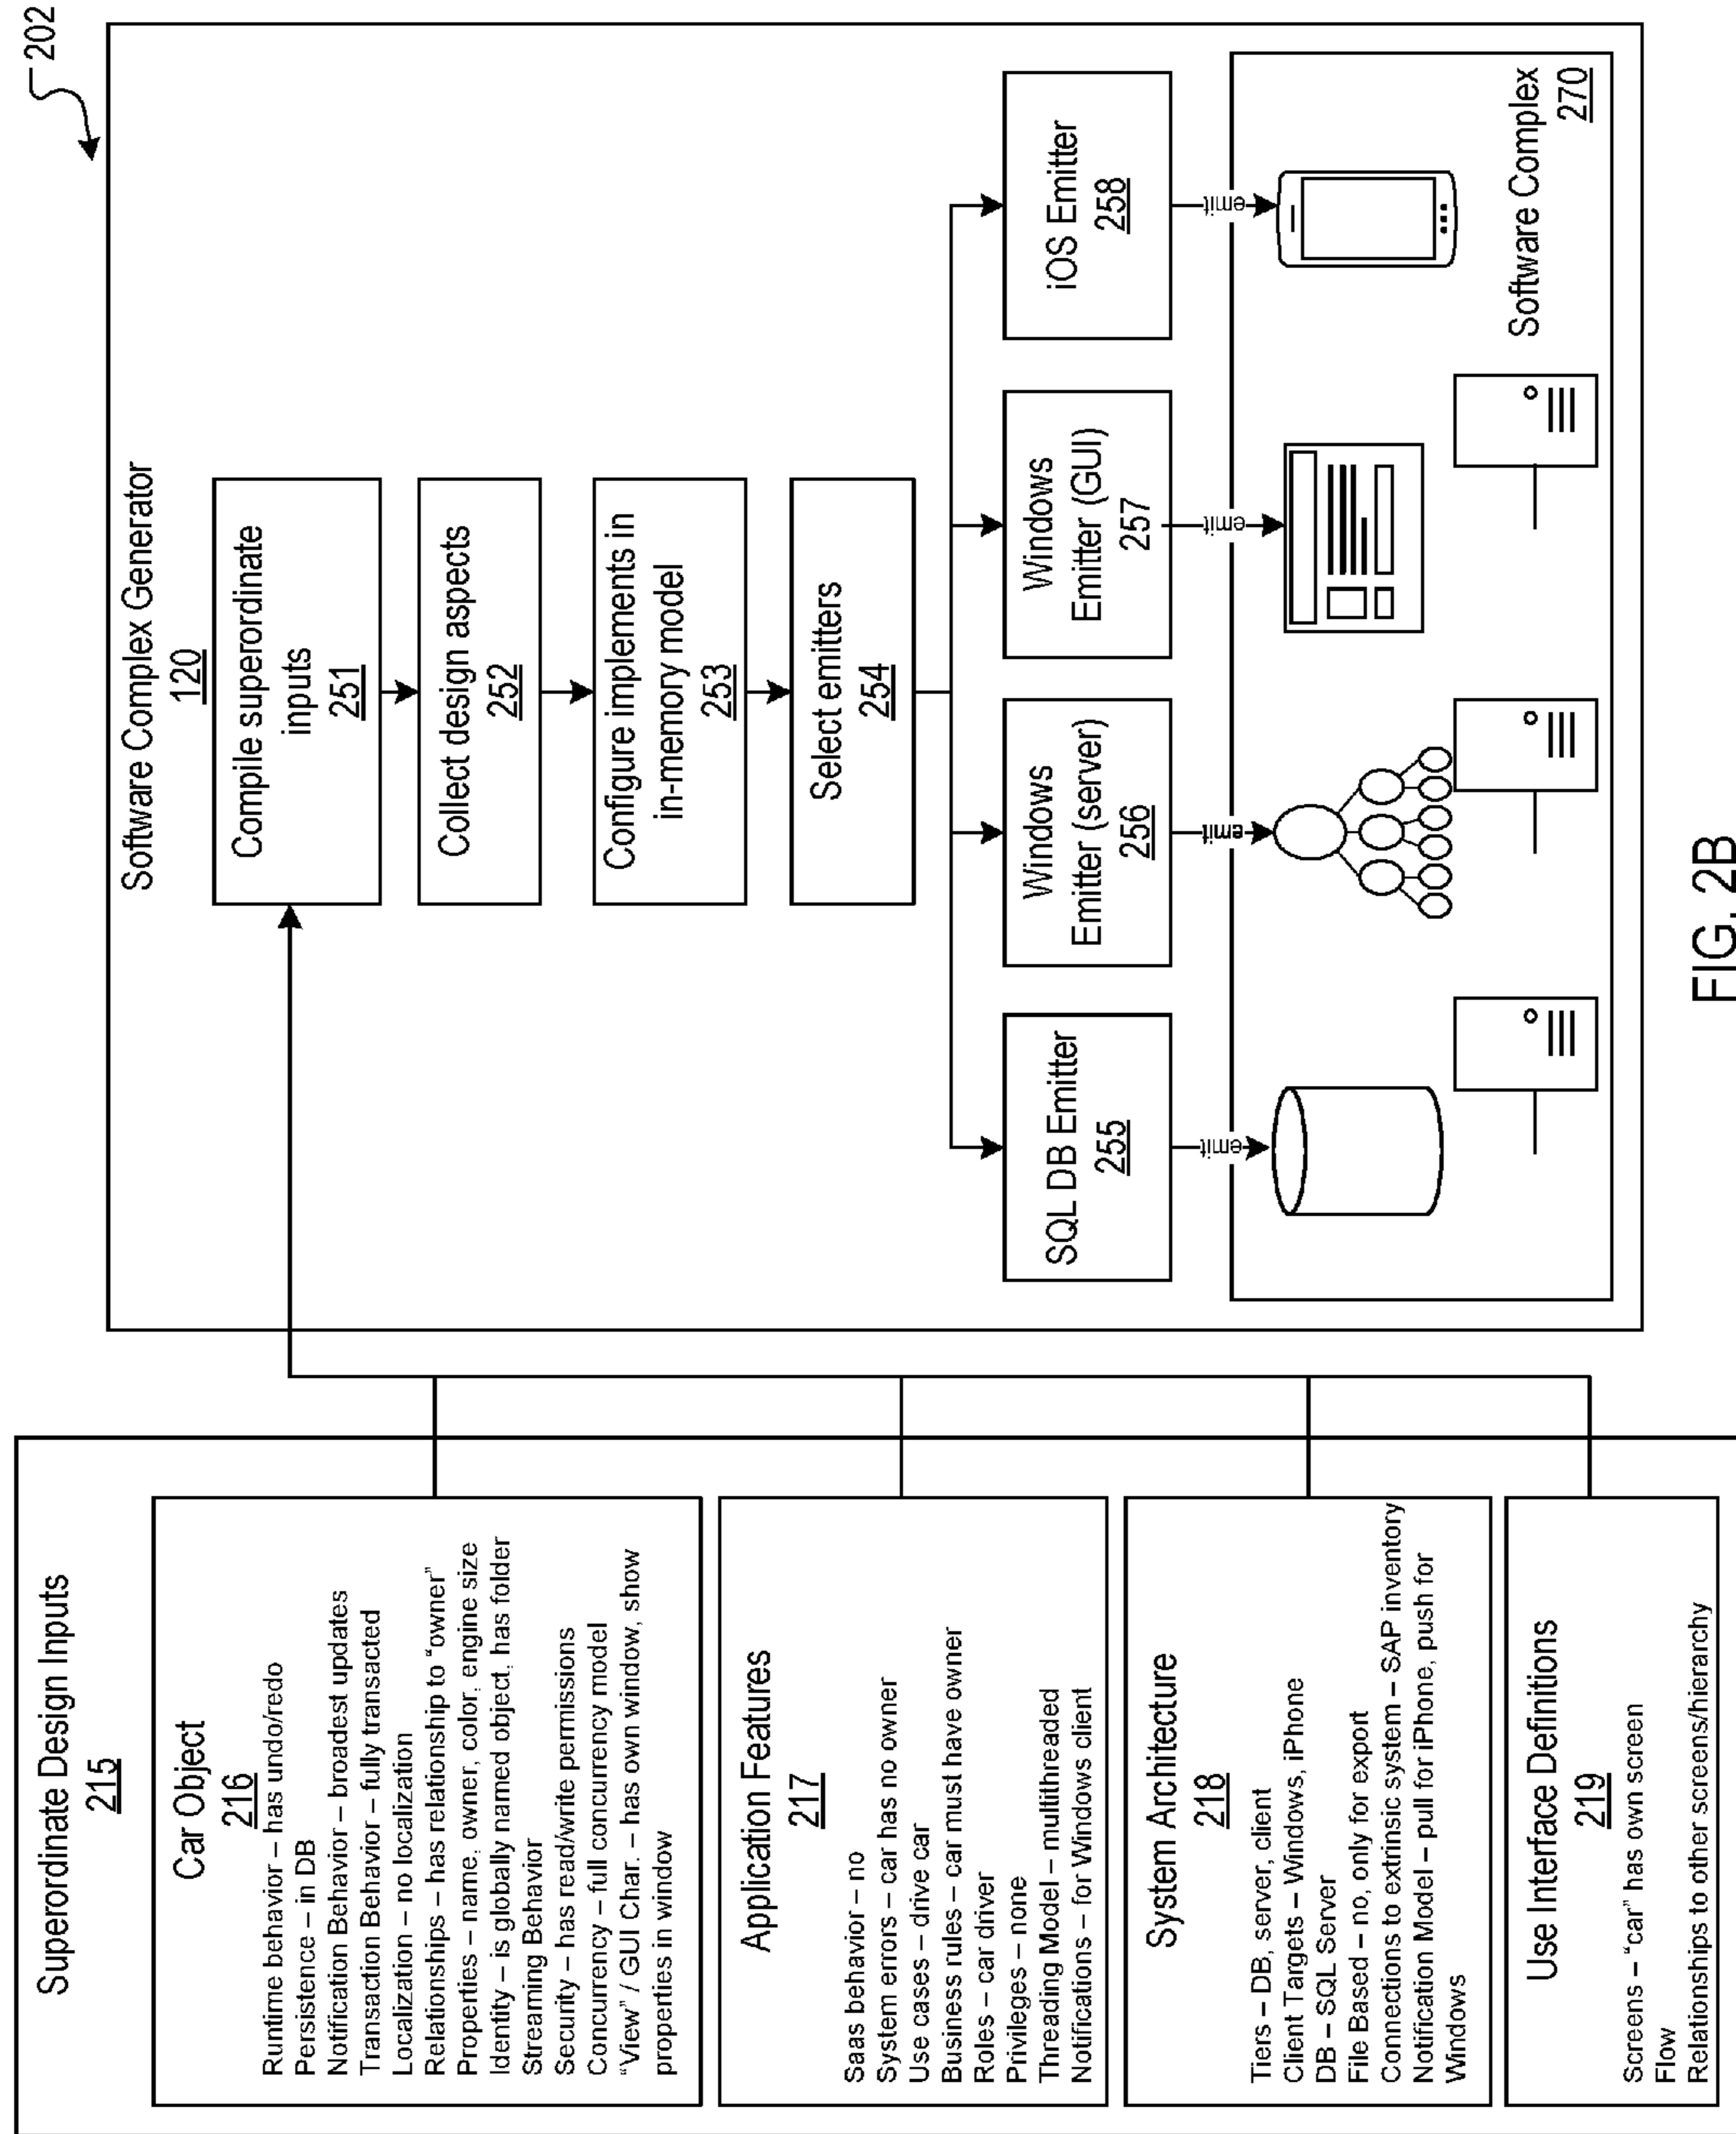 202
Superordinate Design Inputs
215
Car Object
216
Runtime behavior – has undo/redo
Persistence – in DB
Notification Behavior – broadest updates
Transaction Behavior – fully transacted
Localization – no localization
Relationships – has relationship to “owner”
Properties – name, owner, color, engine size
Identity – is globally named object, has folder
Streaming Behavior
Security – has read/write permissions
Concurrency – full concurrency model
“View” / GUI Char. – has own window, show
properties in window
Application Features
217
Saas behavior – no
System errors – car has no owner
Use cases – drive car
Business rules – car must have owner
Roles – car driver
Privileges – none
Threading Model – multithreaded
Notifications – for Windows client
System Architecture
218
Tiers – DB, server, client
Client Targets – Windows, iPhone
DB – SQL Server
File Based – no, only for export
Connections to extrinsic system – SAP inventory
Notification Model – pull for iPhone, push for
Windows
Use Interface Definitions
219
Screens – “car” has own screen
Flow
Relationships to other screens/hierarchy
Software Complex Generator
120
Compile superordinate
inputs
251
Collect design aspects
252
Configure implements in
in-memory model
253
Select emitters
254
SQL DB Emitter
255
Windows
Emitter (server)
256
Windows
Emitter (GUI)
257
iOS Emitter
258
emit
emit
emit
emit
Software Complex
270
FIG. 2B